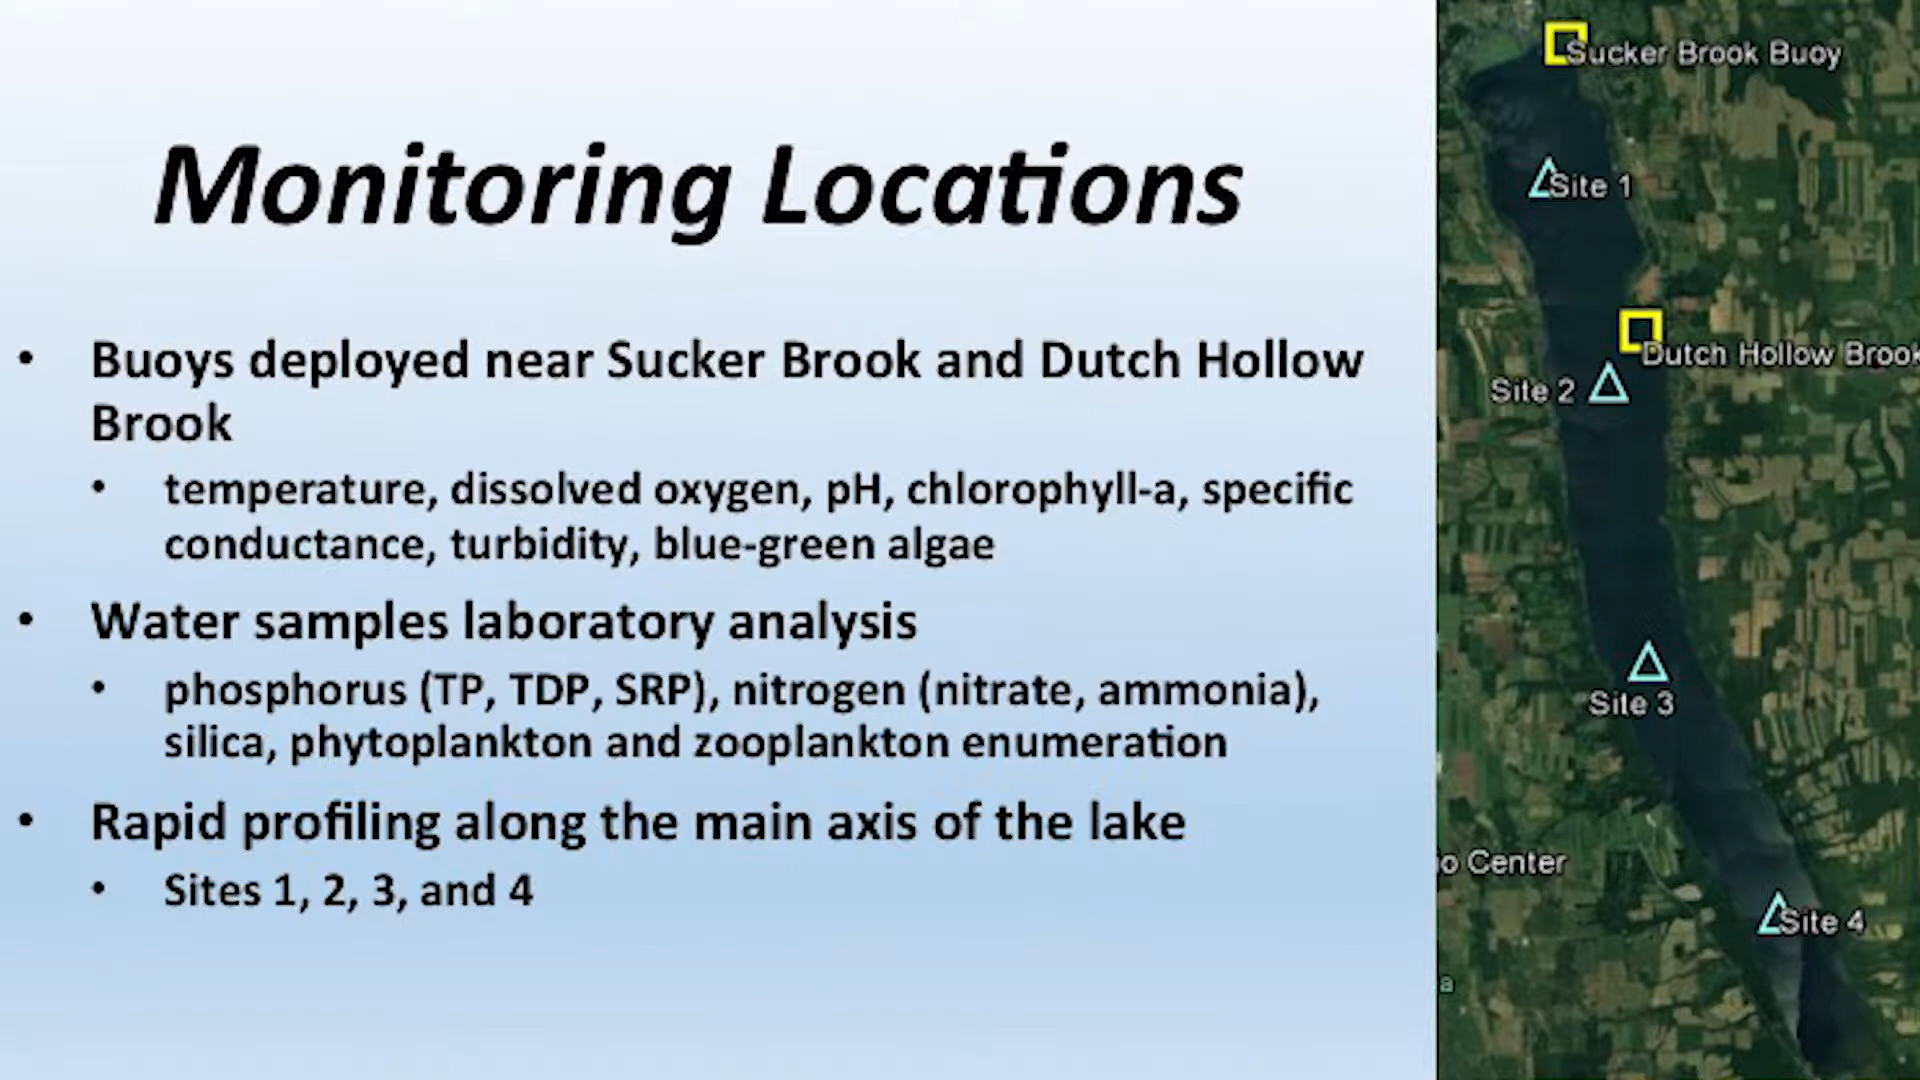 Monitoring Locations
• Buoys deployed near Sucker Brook and Dutch Hollow
Brook
• temperature, dissolved oxygen, pH, chlorophyll-a, specific
conductance, turbidity, blue-green algae
• Water samples laboratory analysis
• phosphorus (TP, TDP, SRP), nitrogen (nitrate, ammonia),
silica, phytoplankton and zooplankton enumeration
• Rapid profiling along the main axis of the lake
• Sites 1, 2, 3, and 4
Sucker Brook Buoy
Site 1
Dutch Hollow Brook
Site 2
Site 3
io Center
Site 4
a